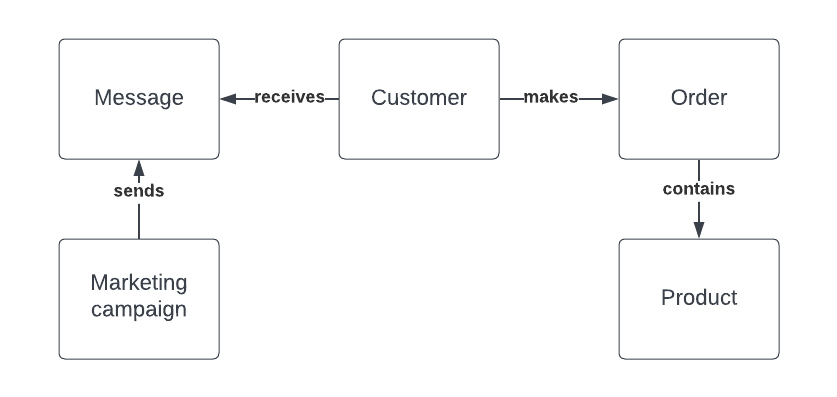 Message
receives
Customer
makes
Order
sends
contains
Marketing
campaign
Product